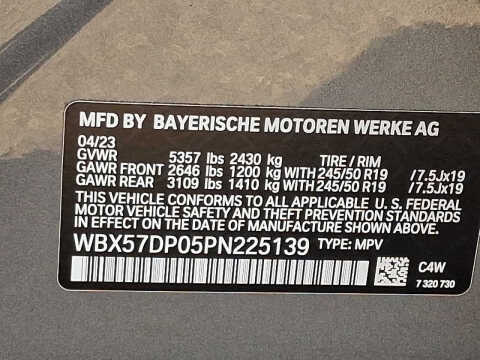 MFD BY BAYERISCHE MOTOREN WERKE AG
04/23
GVWR 5357 lbs 2430 kg TIRE / RIM
GAWR FRONT 2646 lbs 1200 kg WITH 245/50 R19 / 7.5Jx19
GAWR REAR 3109 lbs 1410 kg WITH 245/50 R19 / 7.5Jx19
THIS VEHICLE CONFORMS TO ALL APPLICABLE U. S. FEDERAL
MOTOR VEHICLE SAFETY, BUMPER, AND THEFT PREVENTION STANDARDS
IN EFFECT ON THE DATE OF MANUFACTURE SHOWN ABOVE.
WBX57DP05PN225139 TYPE: MPV
C4W
7 320 730